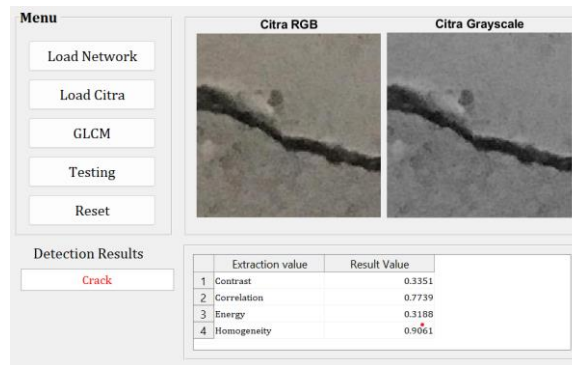 Menu
Load Network
Load Citra
GLCM
Testing
Reset
Detection Results
Crack
Citra RGB
Citra Grayscale
Extraction value Result Value
1 Contrast 0.3351
2 Correlation 0.7739
3 Energy 0.3188
4 Homogeneity 0.9061